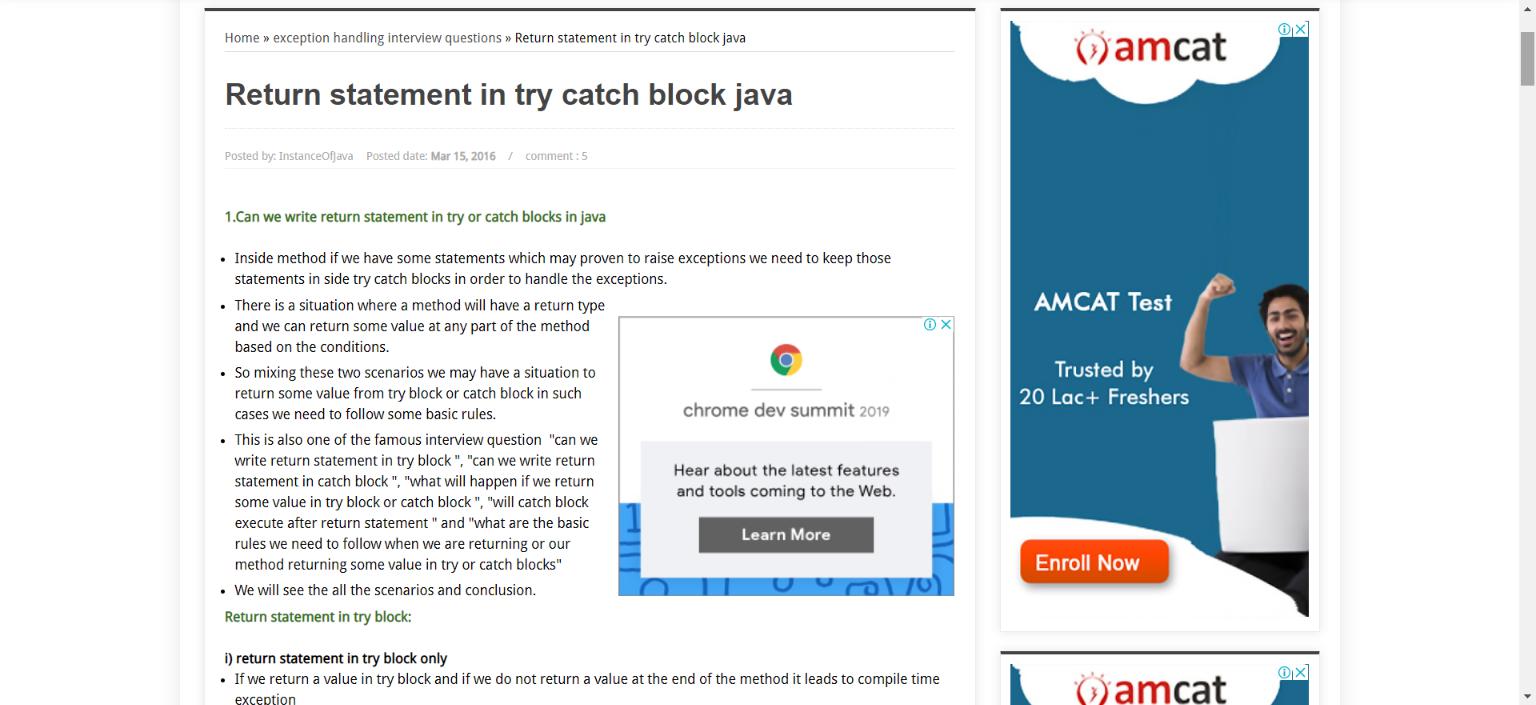 Home » exception handling interview questions » Return statement in try catch block java
Return statement in try catch block java
Posted by: InstanceOfJava Posted date: Mar 15, 2016 / comment : 5
1.Can we write return statement in try or catch blocks in java
Inside method if we have some statements which may proven to raise exceptions we need to keep those
statements in side try catch blocks in order to handle the exceptions.
There is a situation where a method will have a return type
and we can return some value at any part of the method
based on the conditions.
So mixing these two scenarios we may have a situation to
return some value from try block or catch block in such
cases we need to follow some basic rules.
This is also one of the famous interview question "can we
write return statement in try block ", "can we write return
statement in catch block ", "what will happen if we return
some value in try block or catch block ", "will catch block
execute after return statement " and "what are the basic
rules we need to follow when we are returning or our
method returning some value in try or catch blocks"
We will see the all the scenarios and conclusion.
Return statement in try block:
i) return statement in try block only
If we return a value in try block and if we do not return a value at the end of the method it leads to compile time
exception
chrome dev summit 2019
Hear about the latest features
and tools coming to the Web.
Learn More
amcat
AMCAT Test
Trusted by
20 Lac+ Freshers
Enroll Now
amcat